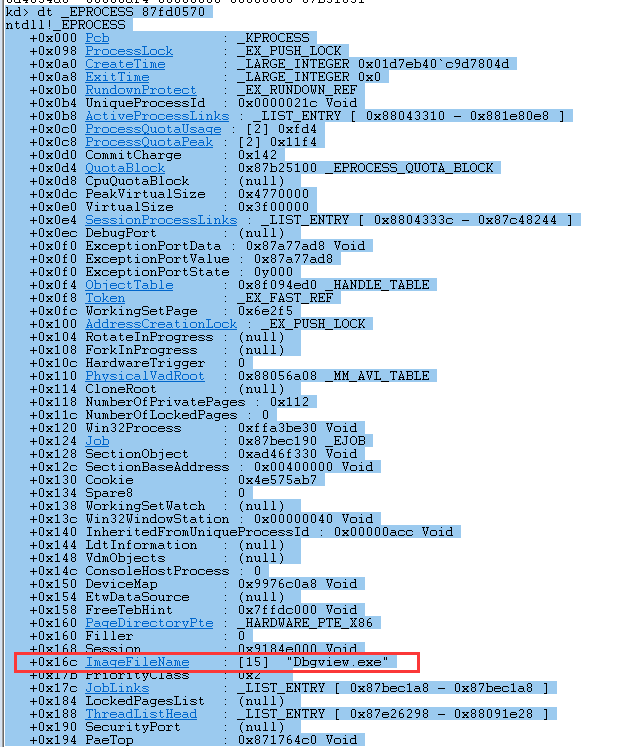 kd> dt _EPROCESS 87fd0570
ntdll!_EPROCESS
+0x000 Pcb : _KPROCESS
+0x098 ProcessLock : _EX_PUSH_LOCK
+0x0a0 CreateTime : _LARGE_INTEGER 0x01d7eb40`c9d7804d
+0x0a8 ExitTime : _LARGE_INTEGER 0x0
+0x0b0 RundownProtect : _EX_RUNDOWN_REF
+0x0b4 UniqueProcessId : 0x0000021c Void
+0x0b8 ActiveProcessLinks : _LIST_ENTRY [ 0x88043310 - 0x881e80e8 ]
+0x0c0 ProcessQuotaUsage : [2] 0xfd4
+0x0c8 ProcessQuotaPeak : [2] 0x11f4
+0x0d0 CommitCharge : 0x142
+0x0d4 QuotaBlock : 0x87b25100 _EPROCESS_QUOTA_BLOCK
+0x0d8 CpuQuotaBlock : (null)
+0x0dc PeakVirtualSize : 0x4770000
+0x0e0 VirtualSize : 0x3f00000
+0x0e4 SessionProcessLinks : _LIST_ENTRY [ 0x8804333c - 0x87c48244 ]
+0x0ec DebugPort : (null)
+0x0f0 ExceptionPortData : 0x87a77ad8 Void
+0x0f0 ExceptionPortValue : 0x87a77ad8
+0x0f0 ExceptionPortState : 0y000
+0x0f4 ObjectTable : 0x8f094ed0 _HANDLE_TABLE
+0x0f8 Token : _EX_FAST_REF
+0x0fc WorkingSetPage : 0x6e2f5
+0x100 AddressCreationLock : _EX_PUSH_LOCK
+0x104 RotateInProgress : (null)
+0x108 ForkInProgress : (null)
+0x10c HardwareTrigger : 0
+0x110 PhysicalVadRoot : 0x88056a08 _MM_AVL_TABLE
+0x114 CloneRoot : (null)
+0x118 NumberOfPrivatePages : 0x112
+0x11c NumberOfLockedPages : 0
+0x120 Win32Process : 0xffa3be30 Void
+0x124 Job : 0x87bec190 _EJOB
+0x128 SectionObject : 0xad46f330 Void
+0x12c SectionBaseAddress : 0x00400000 Void
+0x130 Cookie : 0x4e575ab7
+0x134 Spare8 : 0
+0x138 WorkingSetWatch : (null)
+0x13c Win32WindowStation : 0x00000040 Void
+0x140 InheritedFromUniqueProcessId : 0x00000acc Void
+0x144 LdtInformation : (null)
+0x148 VdmObjects : (null)
+0x14c ConsoleHostProcess : 0
+0x150 DeviceMap : 0x9976c0a8 Void
+0x154 EtwDataSource : (null)
+0x158 FreeTebHint : 0x7ffdc000 Void
+0x160 PageDirectoryPte : _HARDWARE_PTE_X86
+0x160 Filler : 0
+0x168 Session : 0x9184e000 Void
+0x16c ImageFileName : [15] "Dbgview.exe"
+0x17b PriorityClass : 0x2
+0x17c JobLinks : _LIST_ENTRY [ 0x87bec1a8 - 0x87bec1a8 ]
+0x184 LockedPagesList : (null)
+0x188 ThreadListHead : _LIST_ENTRY [ 0x87e26298 - 0x88091e28 ]
+0x190 SecurityPort : (null)
+0x194 PaeTop : 0x871764c0 Void